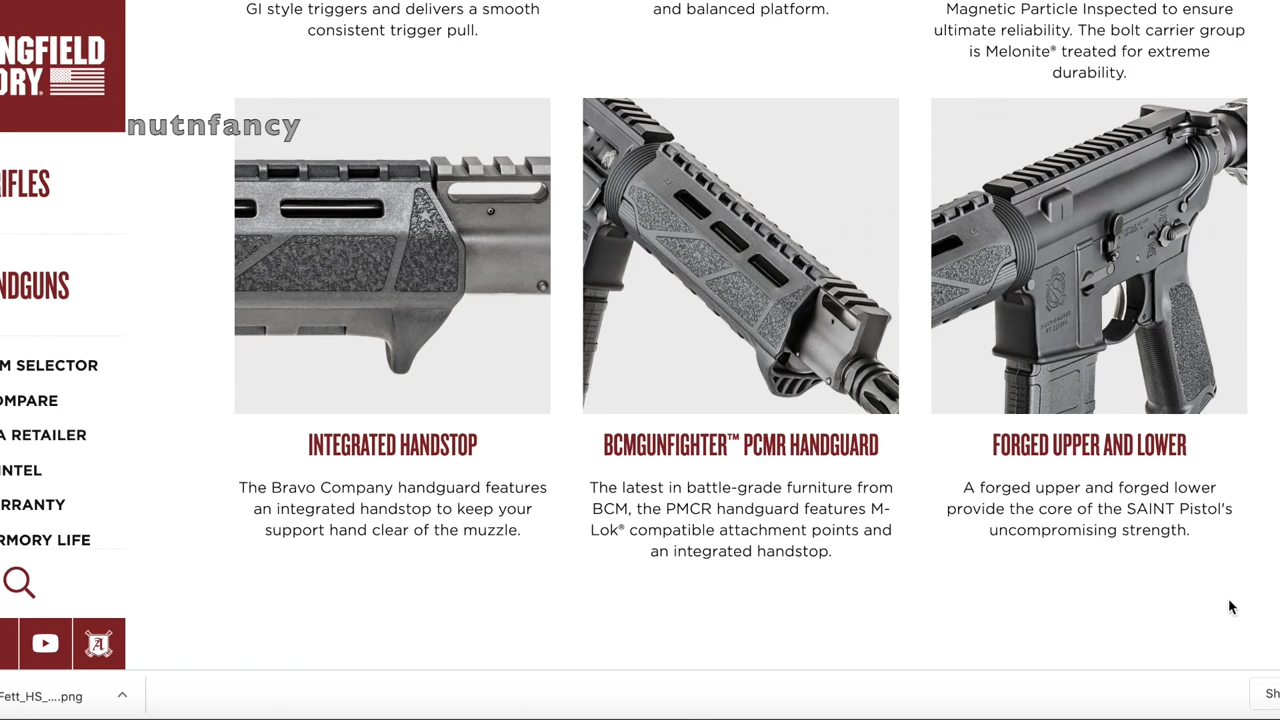 GI style triggers and delivers a smooth
consistent trigger pull.
and balanced platform.
Magnetic Particle Inspected to ensure
ultimate reliability. The bolt carrier group
is Melonite® treated for extreme
durability.
NGFIELD
ORY.
nutnfancy
IFLES
NDGUNS
M SELECTOR
OMPARE
A RETAILER
INTEL
RRANTY
RMORY LIFE
INTEGRATED HANDSTOP
The Bravo Company handguard features
an integrated handstop to keep your
support hand clear of the muzzle.
BCMGUNFIGHTER™ PCMR HANDGUARD
The latest in battle-grade furniture from
BCM, the PMCR handguard features M-
Lok® compatible attachment points and
an integrated handstop.
FORGED UPPER AND LOWER
A forged upper and forged lower
provide the core of the SAINT Pistol's
uncompromising strength.
Fett_HS_....png
Sh